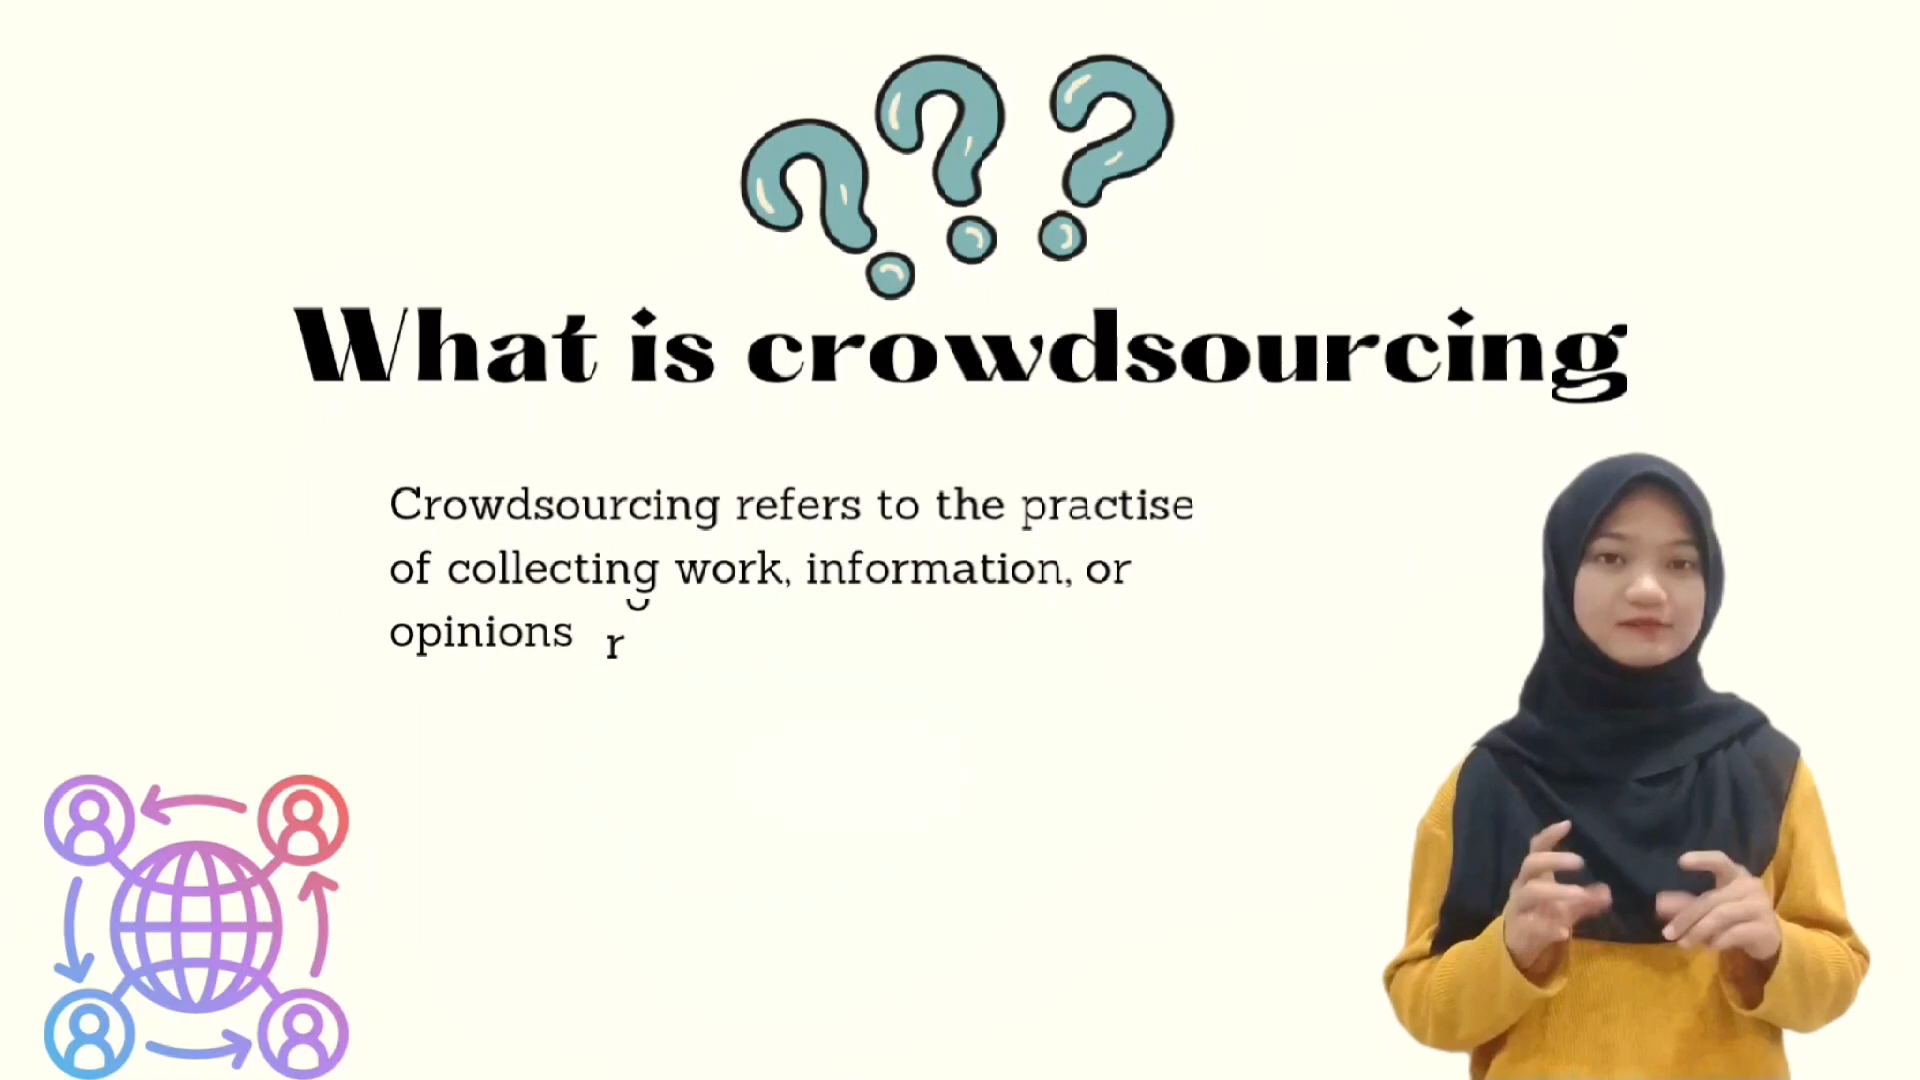 What is crowdsourcing
Crowdsourcing refers to the practise
of collecting work, information, or
opinions